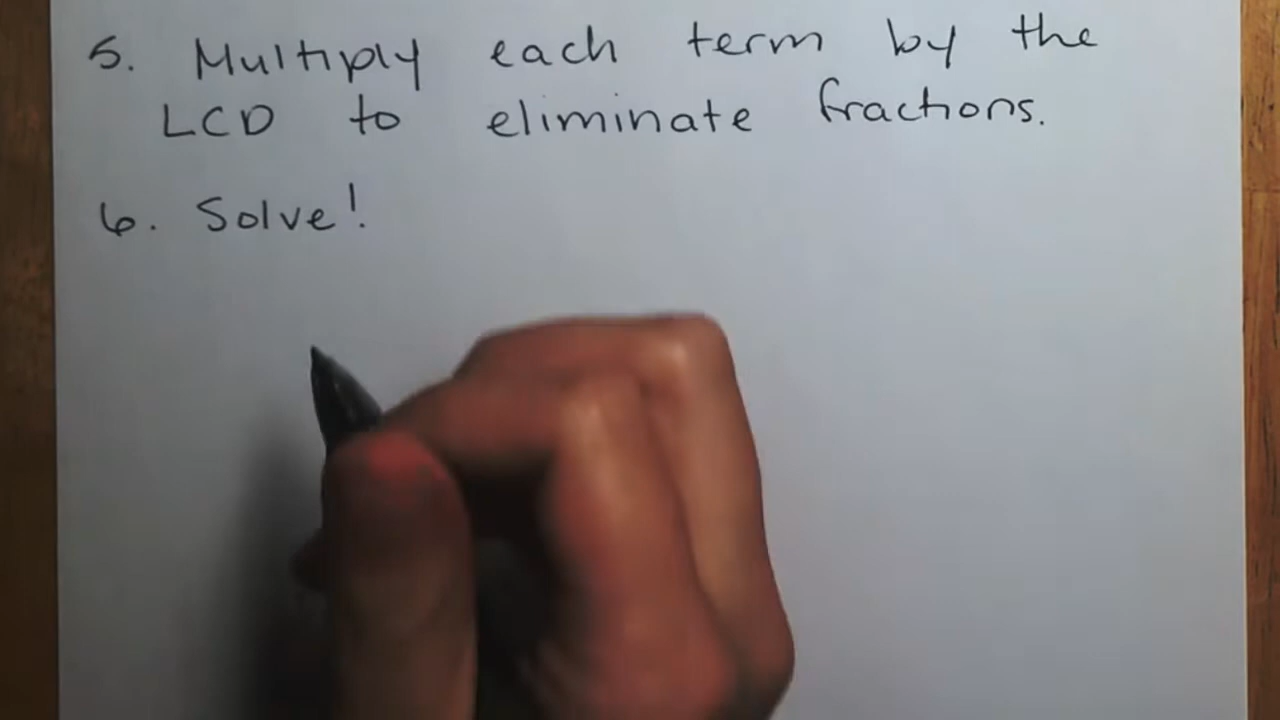 5. Multiply each term by the
LCD to eliminate fractions.
6. Solve!